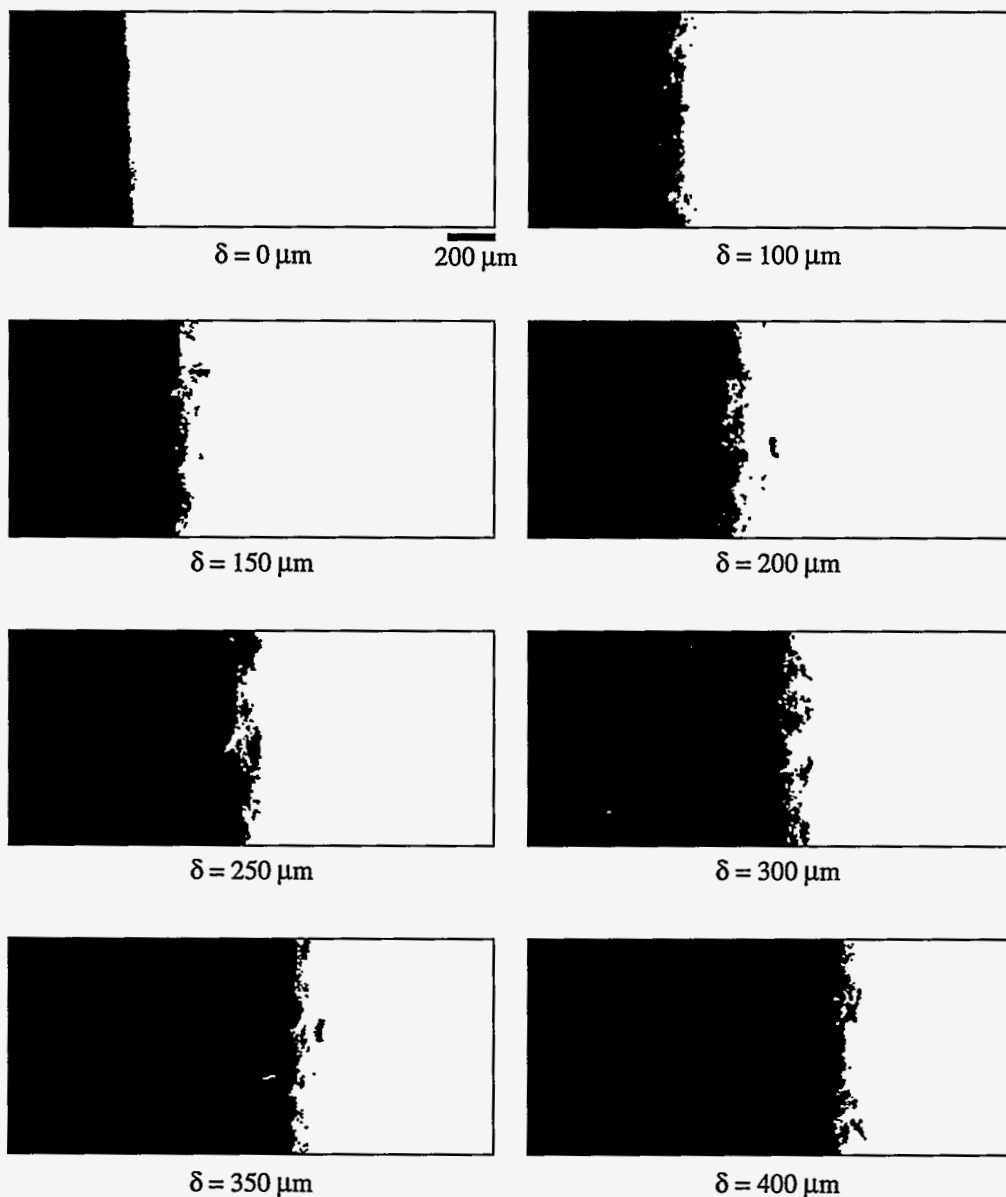 δ = 0 μm
200 μm
δ = 100 μm
δ = 150 μm
δ = 200 μm
δ = 250 μm
δ = 300 μm
δ = 350 μm
δ = 400 μm